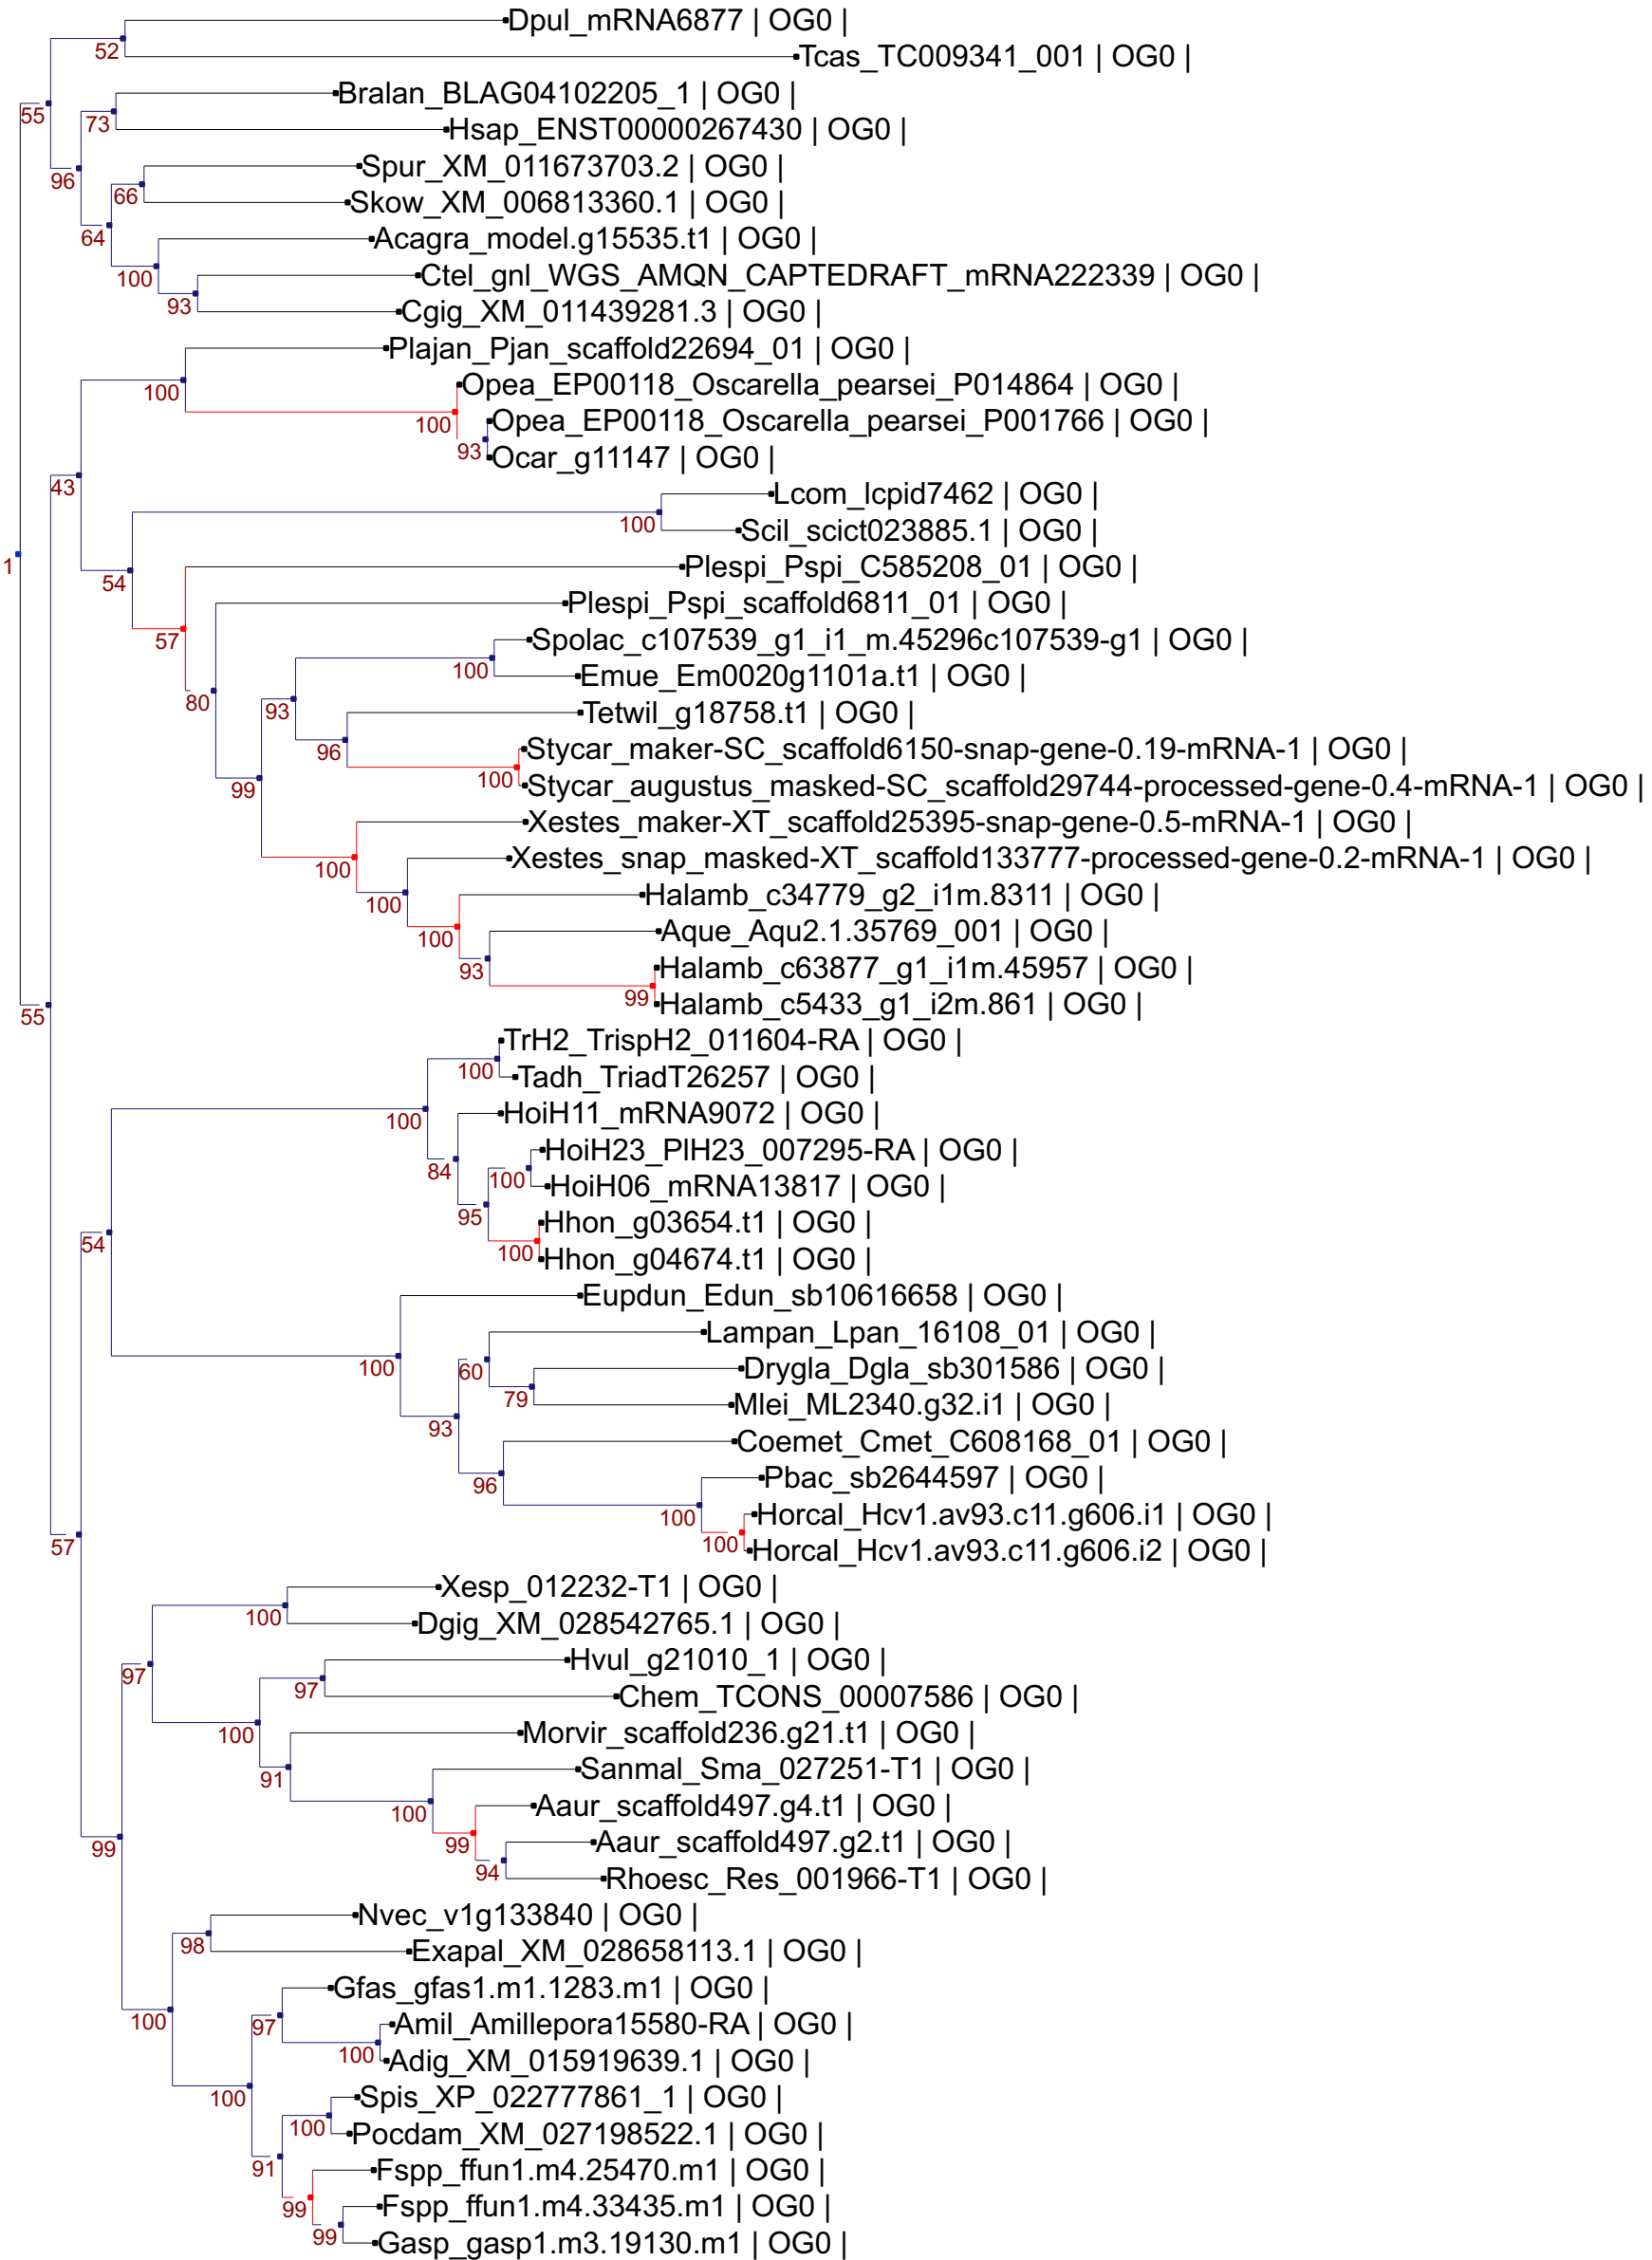 Dpul_mRNA6877 | OG0 |
52
Tcas_TC009341_001 | OG0 |
Bralan_BLAG04102205_1 | OG0 |
55
73
Hsap_ENST00000267430 | OG0 |
Spur_XM_011673703.2 | OG0 |
96
66
Skow_XM_006813360.1 | OG0 |
64
Acagra_model.g15535.t1 | OG0 |
100
Ctel_gnl_WGS_AMQN_CAPTEDRAFT_mRNA222339 | OG0 |
93
Cgig_XM_011439281.3 | OG0 |
Plajan_Pjan_scaffold22694_01 | OG0 |
100
Opea_EP00118_Oscarella_pearsei_P014864 | OG0 |
100
Opea_EP00118_Oscarella_pearsei_P001766 | OG0 |
93
Ocar_g11147 | OG0 |
43
Lcom_lcpid7462 | OG0 |
100
Scil_scict023885.1 | OG0 |
1
Plespi_Pspi_C585208_01 | OG0 |
54
Plespi_Pspi_scaffold6811_01 | OG0 |
57
Spolac_c107539_g1_i1_m.45296c107539-g1 | OG0 |
100
Emue_Em0020g1101a.t1 | OG0 |
80
93
Tetwil_g18758.t1 | OG0 |
96
Stycar_maker-SC_scaffold6150-snap-gene-0.19-mRNA-1 | OG0 |
100
99
Stycar_augustus_masked-SC_scaffold29744-processed-gene-0.4-mRNA-1 | OG0 |
Xestes_maker-XT_scaffold25395-snap-gene-0.5-mRNA-1 | OG0 |
100
Xestes_snap_masked-XT_scaffold133777-processed-gene-0.2-mRNA-1 | OG0 |
100
Halamb_c34779_g2_i1m.8311 | OG0 |
100
Aque_Aqu2.1.35769_001 | OG0 |
93
Halamb_c63877_g1_i1m.45957 | OG0 |
99
Halamb_c5433_g1_i2m.861 | OG0 |
55
TrH2_TrispH2_011604-RA | OG0 |
100
Tadh_TriadT26257 | OG0 |
100
HoiH11_mRNA9072 | OG0 |
84
HoiH23_PlH23_007295-RA | OG0 |
100
HoiH06_mRNA13817 | OG0 |
95
Hhon_g03654.t1 | OG0 |
54
100
Hhon_g04674.t1 | OG0 |
Eupdun_Edun_sb10616658 | OG0 |
Lampan_Lpan_16108_01 | OG0 |
100
60
Drygla_Dgla_sb301586 | OG0 |
79
Mlei_ML2340.g32.i1 | OG0 |
93
Coemet_Cmet_C608168_01 | OG0 |
96
Pbac_sb2644597 | OG0 |
100
Horcal_Hcv1.av93.c11.g606.i1 | OG0 |
100
57
Horcal_Hcv1.av93.c11.g606.i2 | OG0 |
Xesp_012232-T1 | OG0 |
100
Dgig_XM_028542765.1 | OG0 |
Hvul_g21010_1 | OG0 |
97
97
Chem_TCONS_00007586 | OG0 |
100
Morvir_scaffold236.g21.t1 | OG0 |
91
Sanmal_Sma_027251-T1 | OG0 |
100
Aaur_scaffold497.g4.t1 | OG0 |
99
99
Aaur_scaffold497.g2.t1 | OG0 |
94
Rhoesc_Res_001966-T1 | OG0 |
Nvec_v1g133840 | OG0 |
98
Exapal_XM_028658113.1 | OG0 |
Gfas_gfas1.m1.1283.m1 | OG0 |
100
97
Amil_Amillepora15580-RA | OG0 |
100
Adig_XM_015919639.1 | OG0 |
100
Spis_XP_022777861_1 | OG0 |
100
Pocdam_XM_027198522.1 | OG0 |
91
Fspp_ffun1.m4.25470.m1 | OG0 |
99
Fspp_ffun1.m4.33435.m1 | OG0 |
99
Gasp_gasp1.m3.19130.m1 | OG0 |